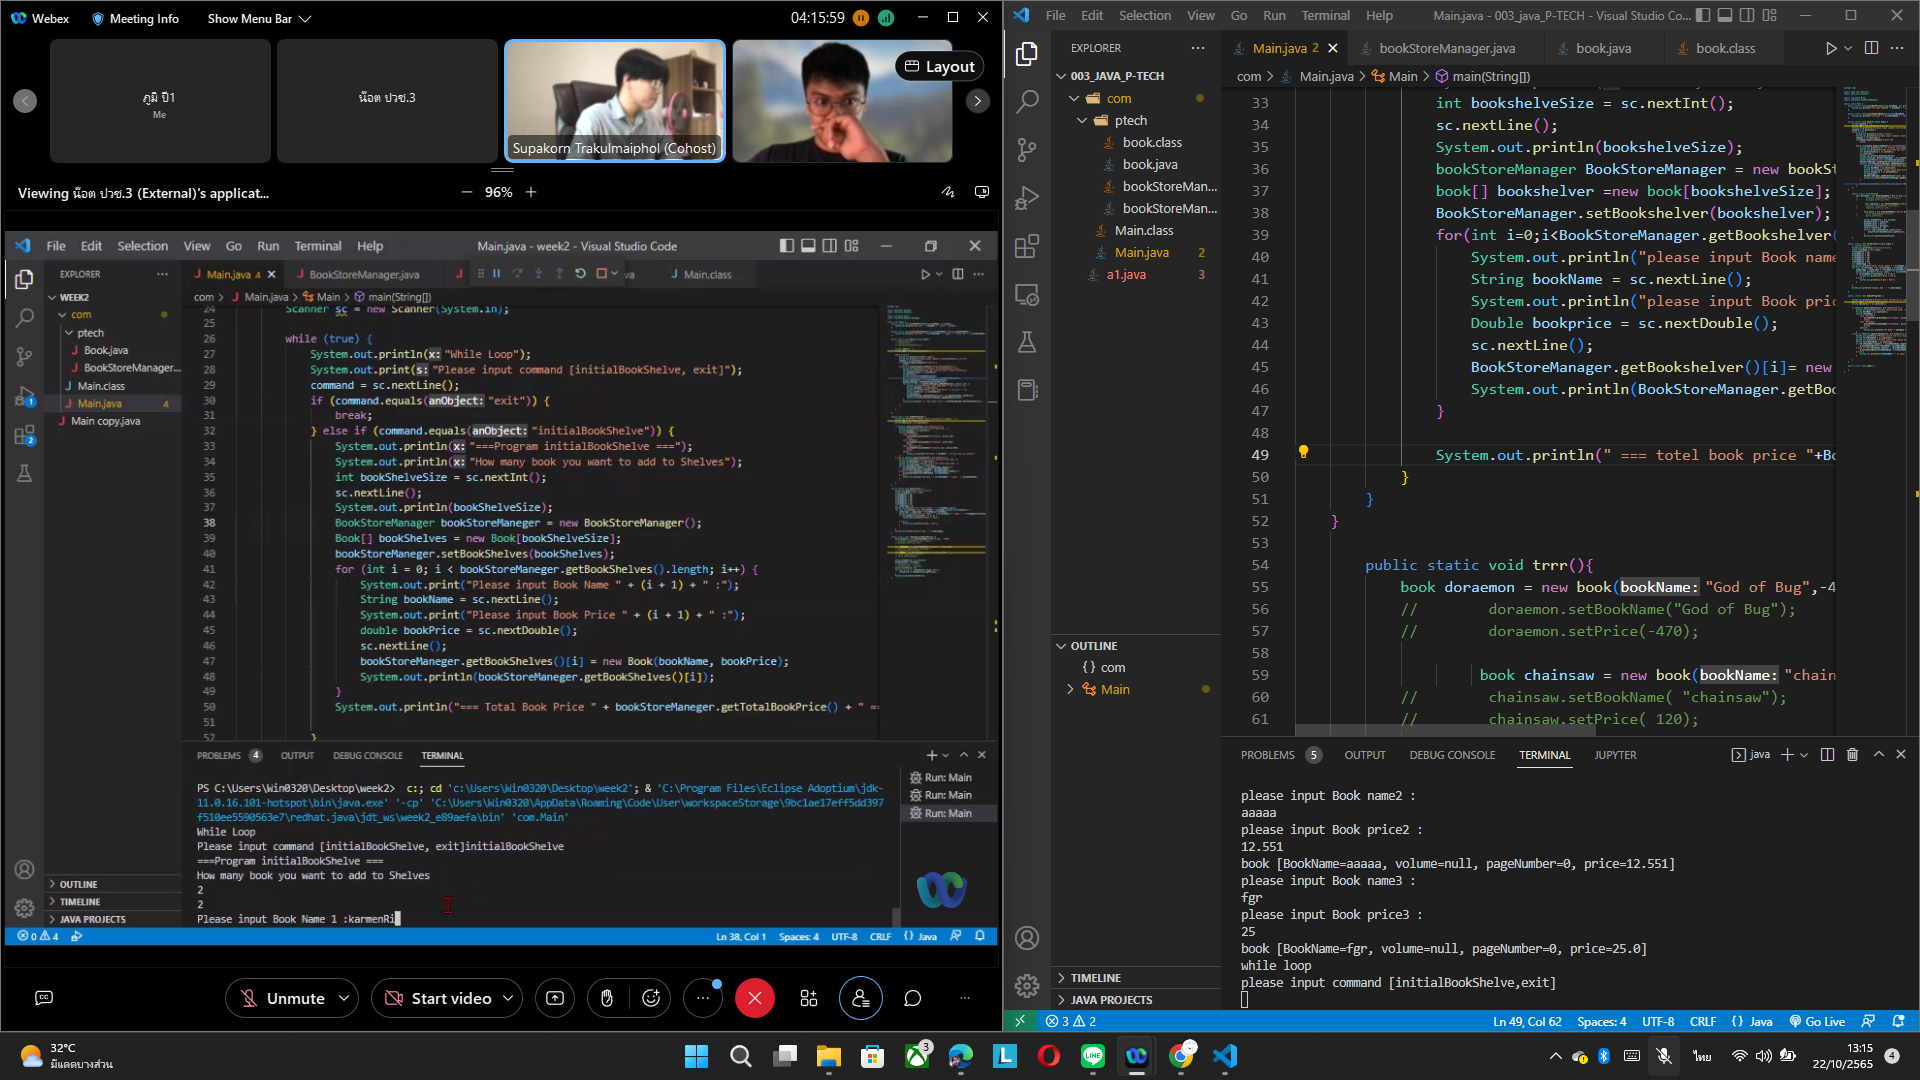 Webex
Meeting Info
Show Menu Bar
04:15:59
ภูมิ ปี1
Me
น๊อต ปวช.3
Supakorn Trakulmaiphol (Cohost)
Layout
Viewing น๊อต ปวช.3 (External)'s applicat...
96%
File Edit Selection View Go Run Terminal Help
Main.java - week2 - Visual Studio Code
EXPLORER
Main.java 4
BookStoreManager.java
Main.class
WEEK2
com
ptech
Book.java
BookStoreManager...
Main.class
Main.java 4
Main copy.java
com > Main.java > Main > main(String[])
24 Scanner sc = new Scanner(System.in);
25
26 while (true) {
27 System.out.println(x: "While Loop");
28 System.out.print(s: "Please input command [initialBookShelve, exit]");
29 command = sc.nextLine();
30 if (command.equals(anObject: "exit")) {
31 break;
32 } else if (command.equals(anObject: "initialBookShelve")) {
33 System.out.println(x: "===Program initialBookShelve ===");
34 System.out.println(x: "How many book you want to add to Shelves");
35 int bookShelveSize = sc.nextInt();
36 sc.nextLine();
37 System.out.println(bookShelveSize);
38 BookStoreManager bookStoreManeger = new BookStoreManager();
39 Book[] bookShelves = new Book[bookShelveSize];
40 bookStoreManeger.setBookShelves(bookShelves);
41 for (int i = 0; i < bookStoreManeger.getBookShelves().length; i++) {
42 System.out.print("Please input Book Name " + (i + 1) + " :");
43 String bookName = sc.nextLine();
44 System.out.print("Please input Book Price " + (i + 1) + " :");
45 double bookPrice = sc.nextDouble();
46 sc.nextLine();
47 bookStoreManeger.getBookShelves()[i] = new Book(bookName, bookPrice);
48 System.out.println(bookStoreManeger.getBookShelves()[i]);
49 }
50 System.out.println("=== Total Book Price " + bookStoreManeger.getTotalBookPrice() + " ==
51
52 }
OUTLINE
TIMELINE
JAVA PROJECTS
PROBLEMS 4 OUTPUT DEBUG CONSOLE TERMINAL
PS C:\Users\Win0320\Desktop\week2> c:; cd 'c:\Users\Win0320\Desktop\week2'; & 'C:\Program Files\Eclipse Adoptium\jdk-
11.0.16.101-hotspot\bin\java.exe' '-cp' 'C:\Users\Win0320\AppData\Roaming\Code\User\workspaceStorage\9bc1ae17eff5dd397
f510ee5590563e7\redhat.java\jdt_ws\week2_e89aefa\bin' 'com.Main'
While Loop
Please input command [initialBookShelve, exit]initialBookShelve
===Program initialBookShelve ===
How many book you want to add to Shelves
2
2
Please input Book Name 1 :karmenRi
Run: Main
Run: Main
Run: Main
0 4
Ln 38, Col 1 Spaces: 4 UTF-8 CRLF {} Java
Unmute
Start video
File Edit Selection View Go Run Terminal Help
Main.java - 003_java_P-TECH - Visual Studio Co...
EXPLORER
Main.java 2
bookStoreManager.java
book.java
book.class
003_JAVA_P-TECH
com
ptech
book.class
book.java
bookStoreMan...
bookStoreMan...
Main.class
Main.java 2
a1.java 3
OUTLINE
{} com
Main
TIMELINE
JAVA PROJECTS
com > Main.java > Main > main(String[])
33 int bookshelveSize = sc.nextInt();
34 sc.nextLine();
35 System.out.println(bookshelveSize);
36 bookStoreManager BookStoreManager = new bookSt
37 book[] bookshelver =new book[bookshelveSize];
38 BookStoreManager.setBookshelver(bookshelver);
39 for(int i=0;i<BookStoreManager.getBookshelver(
40 System.out.println("please input Book name
41 String bookName = sc.nextLine();
42 System.out.println("please input Book pric
43 Double bookprice = sc.nextDouble();
44 sc.nextLine();
45 BookStoreManager.getBookshelver()[i]= new
46 System.out.println(BookStoreManager.getBoo
47 }
48
49 System.out.println(" === totel book price "+Bo
50 }
51 }
52 }
53
54 public static void trrr(){
55 book doraemon = new book(bookName: "God of Bug",-4
56 // doraemon.setBookName("God of Bug");
57 // doraemon.setPrice(-470);
58
59 book chainsaw = new book(bookName: "chain
60 // chainsaw.setBookName( "chainsaw");
61 // chainsaw.setPrice( 120);
PROBLEMS 5 OUTPUT DEBUG CONSOLE TERMINAL JUPYTER
java
please input Book name2 :
aaaaa
please input Book price2 :
12.551
book [BookName=aaaaa, volume=null, pageNumber=0, price=12.551]
please input Book name3 :
fgr
please input Book price3 :
25
book [BookName=fgr, volume=null, pageNumber=0, price=25.0]
while loop
please input command [initialBookShelve,exit]
3 2
Ln 49, Col 62 Spaces: 4 UTF-8 CRLF {} Java Go Live
32°C
มีแดดบางส่วน
3
LINE
ไทย
13:15
22/10/2565
4